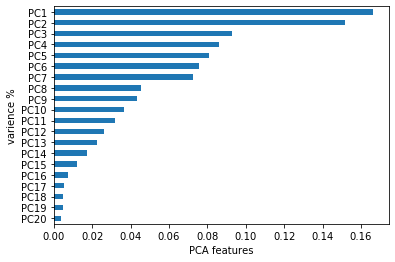 PC1
PC2
PC3
PC4
PC5
PC6
PC7
PC8
PC9
PC10
PC11
PC12
PC13
PC14
PC15
PC16
PC17
PC18
PC19
PC20
varience %
0.00 0.02 0.04 0.06 0.08 0.10 0.12 0.14 0.16
PCA features